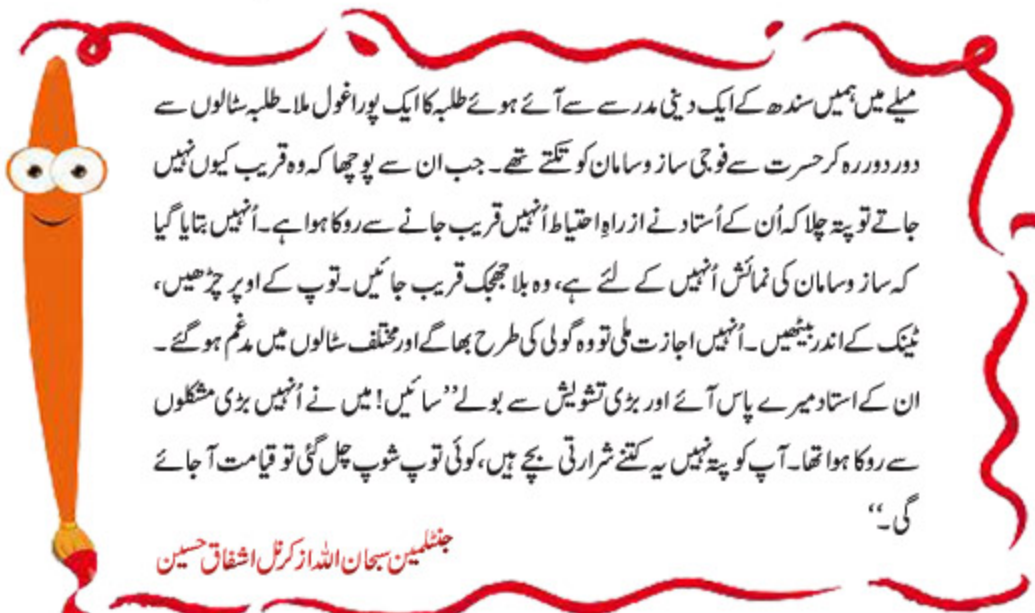 میلے میں ہمیں سندھ کے ایک دینی مدرسے سے آئے ہوئے طلبہ کا ایک پورا غول ملا۔ طلبہ سٹالوں سے
دور دور رہ کر حسرت سے فوجی ساز و سامان کو تکتے تھے۔ جب ان سے پوچھا کہ وہ قریب کیوں نہیں
جاتے تو پتہ چلا کہ اُن کے اُستاد نے ازراہِ احتیاط اُنہیں قریب جانے سے روکا ہوا ہے۔ اُنہیں بتایا گیا
کہ ساز و سامان کی نمائش اُنہیں کے لئے ہے، وہ بلا جھجک قریب جائیں۔ توپ کے اوپر چڑھیں،
ٹینک کے اندر بیٹھیں۔ اُنہیں اجازت ملی تو وہ گولی کی طرح بھاگے اور مختلف سٹالوں میں مدغم ہو گئے۔
ان کے استاد میرے پاس آئے اور بڑی تشویش سے بولے ’’سائیں! میں نے اُنہیں بڑی مشکلوں
سے روکا ہوا تھا۔ آپ کو پتہ نہیں یہ کتنے شرارتی بچے ہیں، کوئی توپ شوپ چل گئی تو قیامت آ جائے
گی۔‘‘
جنٹلمین سبحان اللہ از کرنل اشفاق حسین